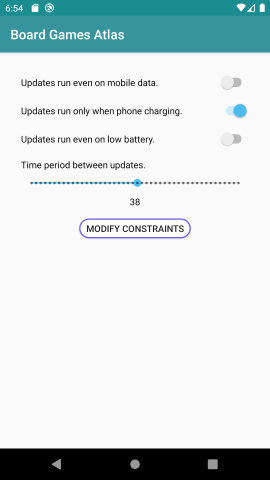 6:54
Board Games Atlas
Updates run even on mobile data.
Updates run only when phone charging.
Updates run even on low battery.
Time period between updates.
38
MODIFY CONSTRAINTS